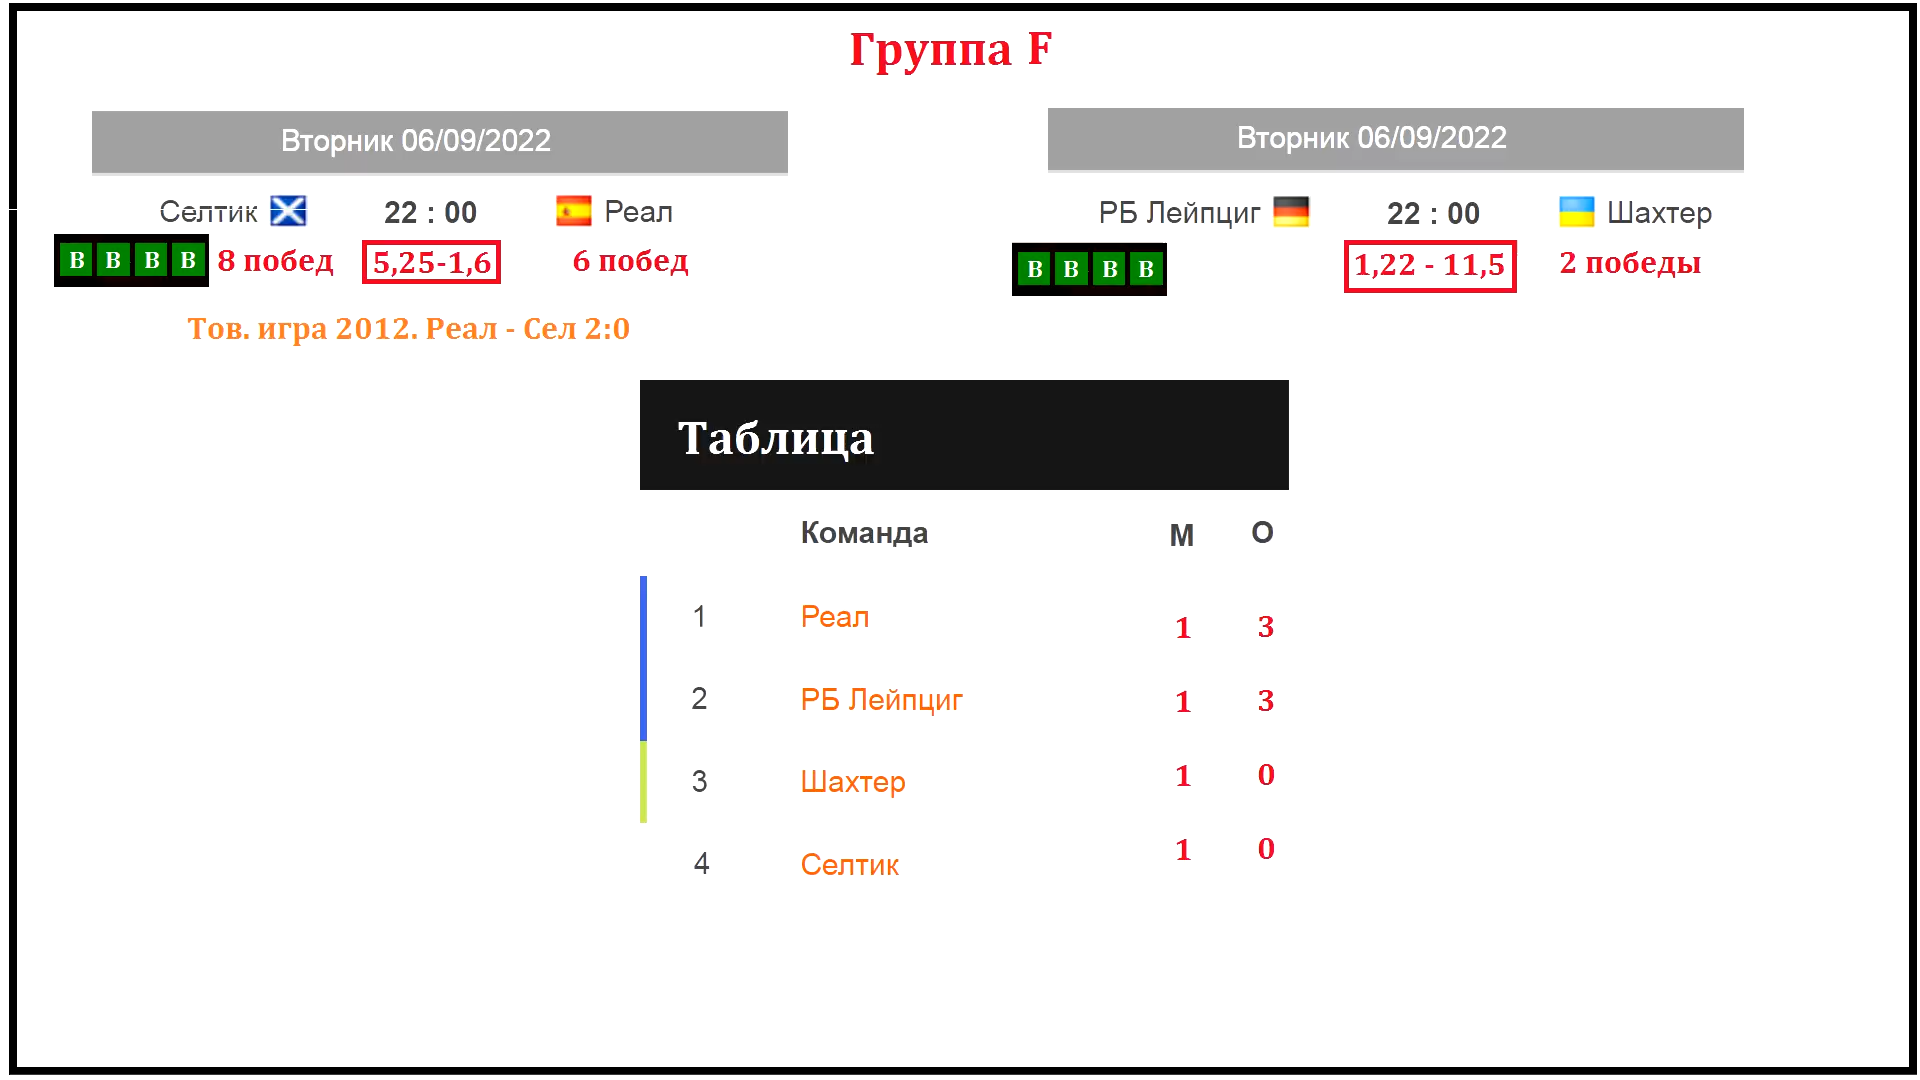 Группа F
Вторник 06/09/2022
Селтик 22 : 00 Реал
В В В В 8 побед 5,25-1,6 6 побед
Тов. игра 2012. Реал - Сел 2:0
Вторник 06/09/2022
РБ Лейпциг 22 : 00 Шахтер
В В В В 1,22 - 11,5 2 победы
Таблица
Команда М О
1 Реал 1 3
2 РБ Лейпциг 1 3
3 Шахтер 1 0
4 Селтик 1 0